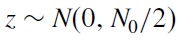 z ∼ N(0, N₀/2)